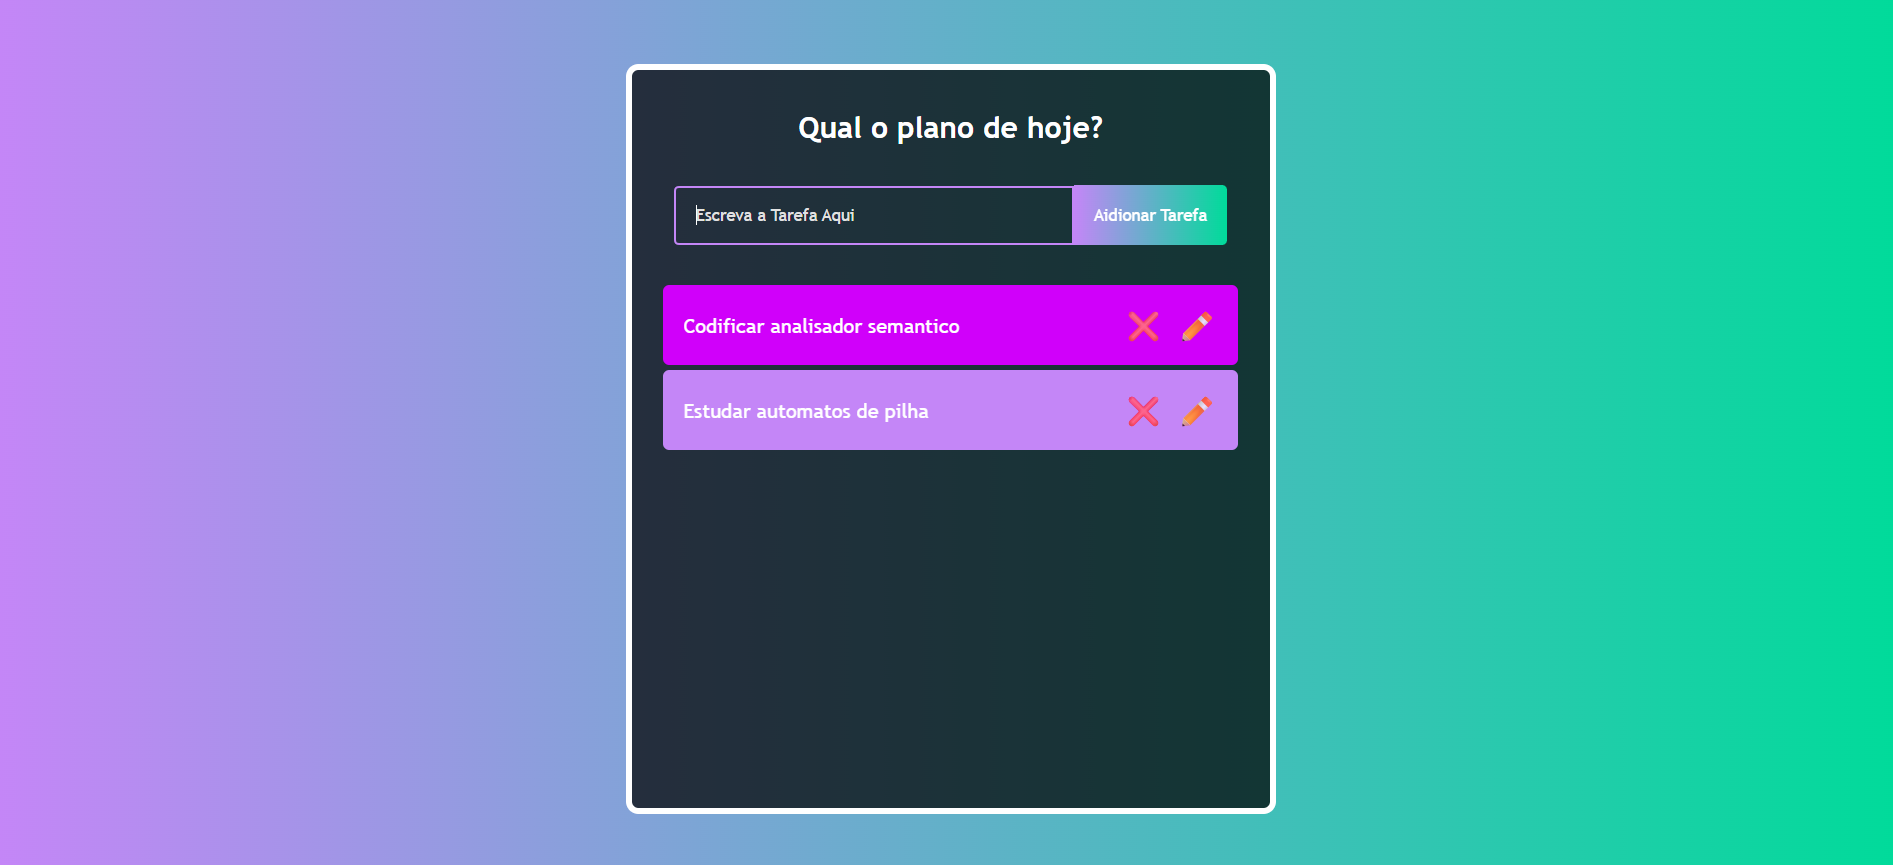 Qual o plano de hoje?
Escreva a Tarefa Aqui
Aidionar Tarefa
Codificar analisador semantico
Estudar automatos de pilha